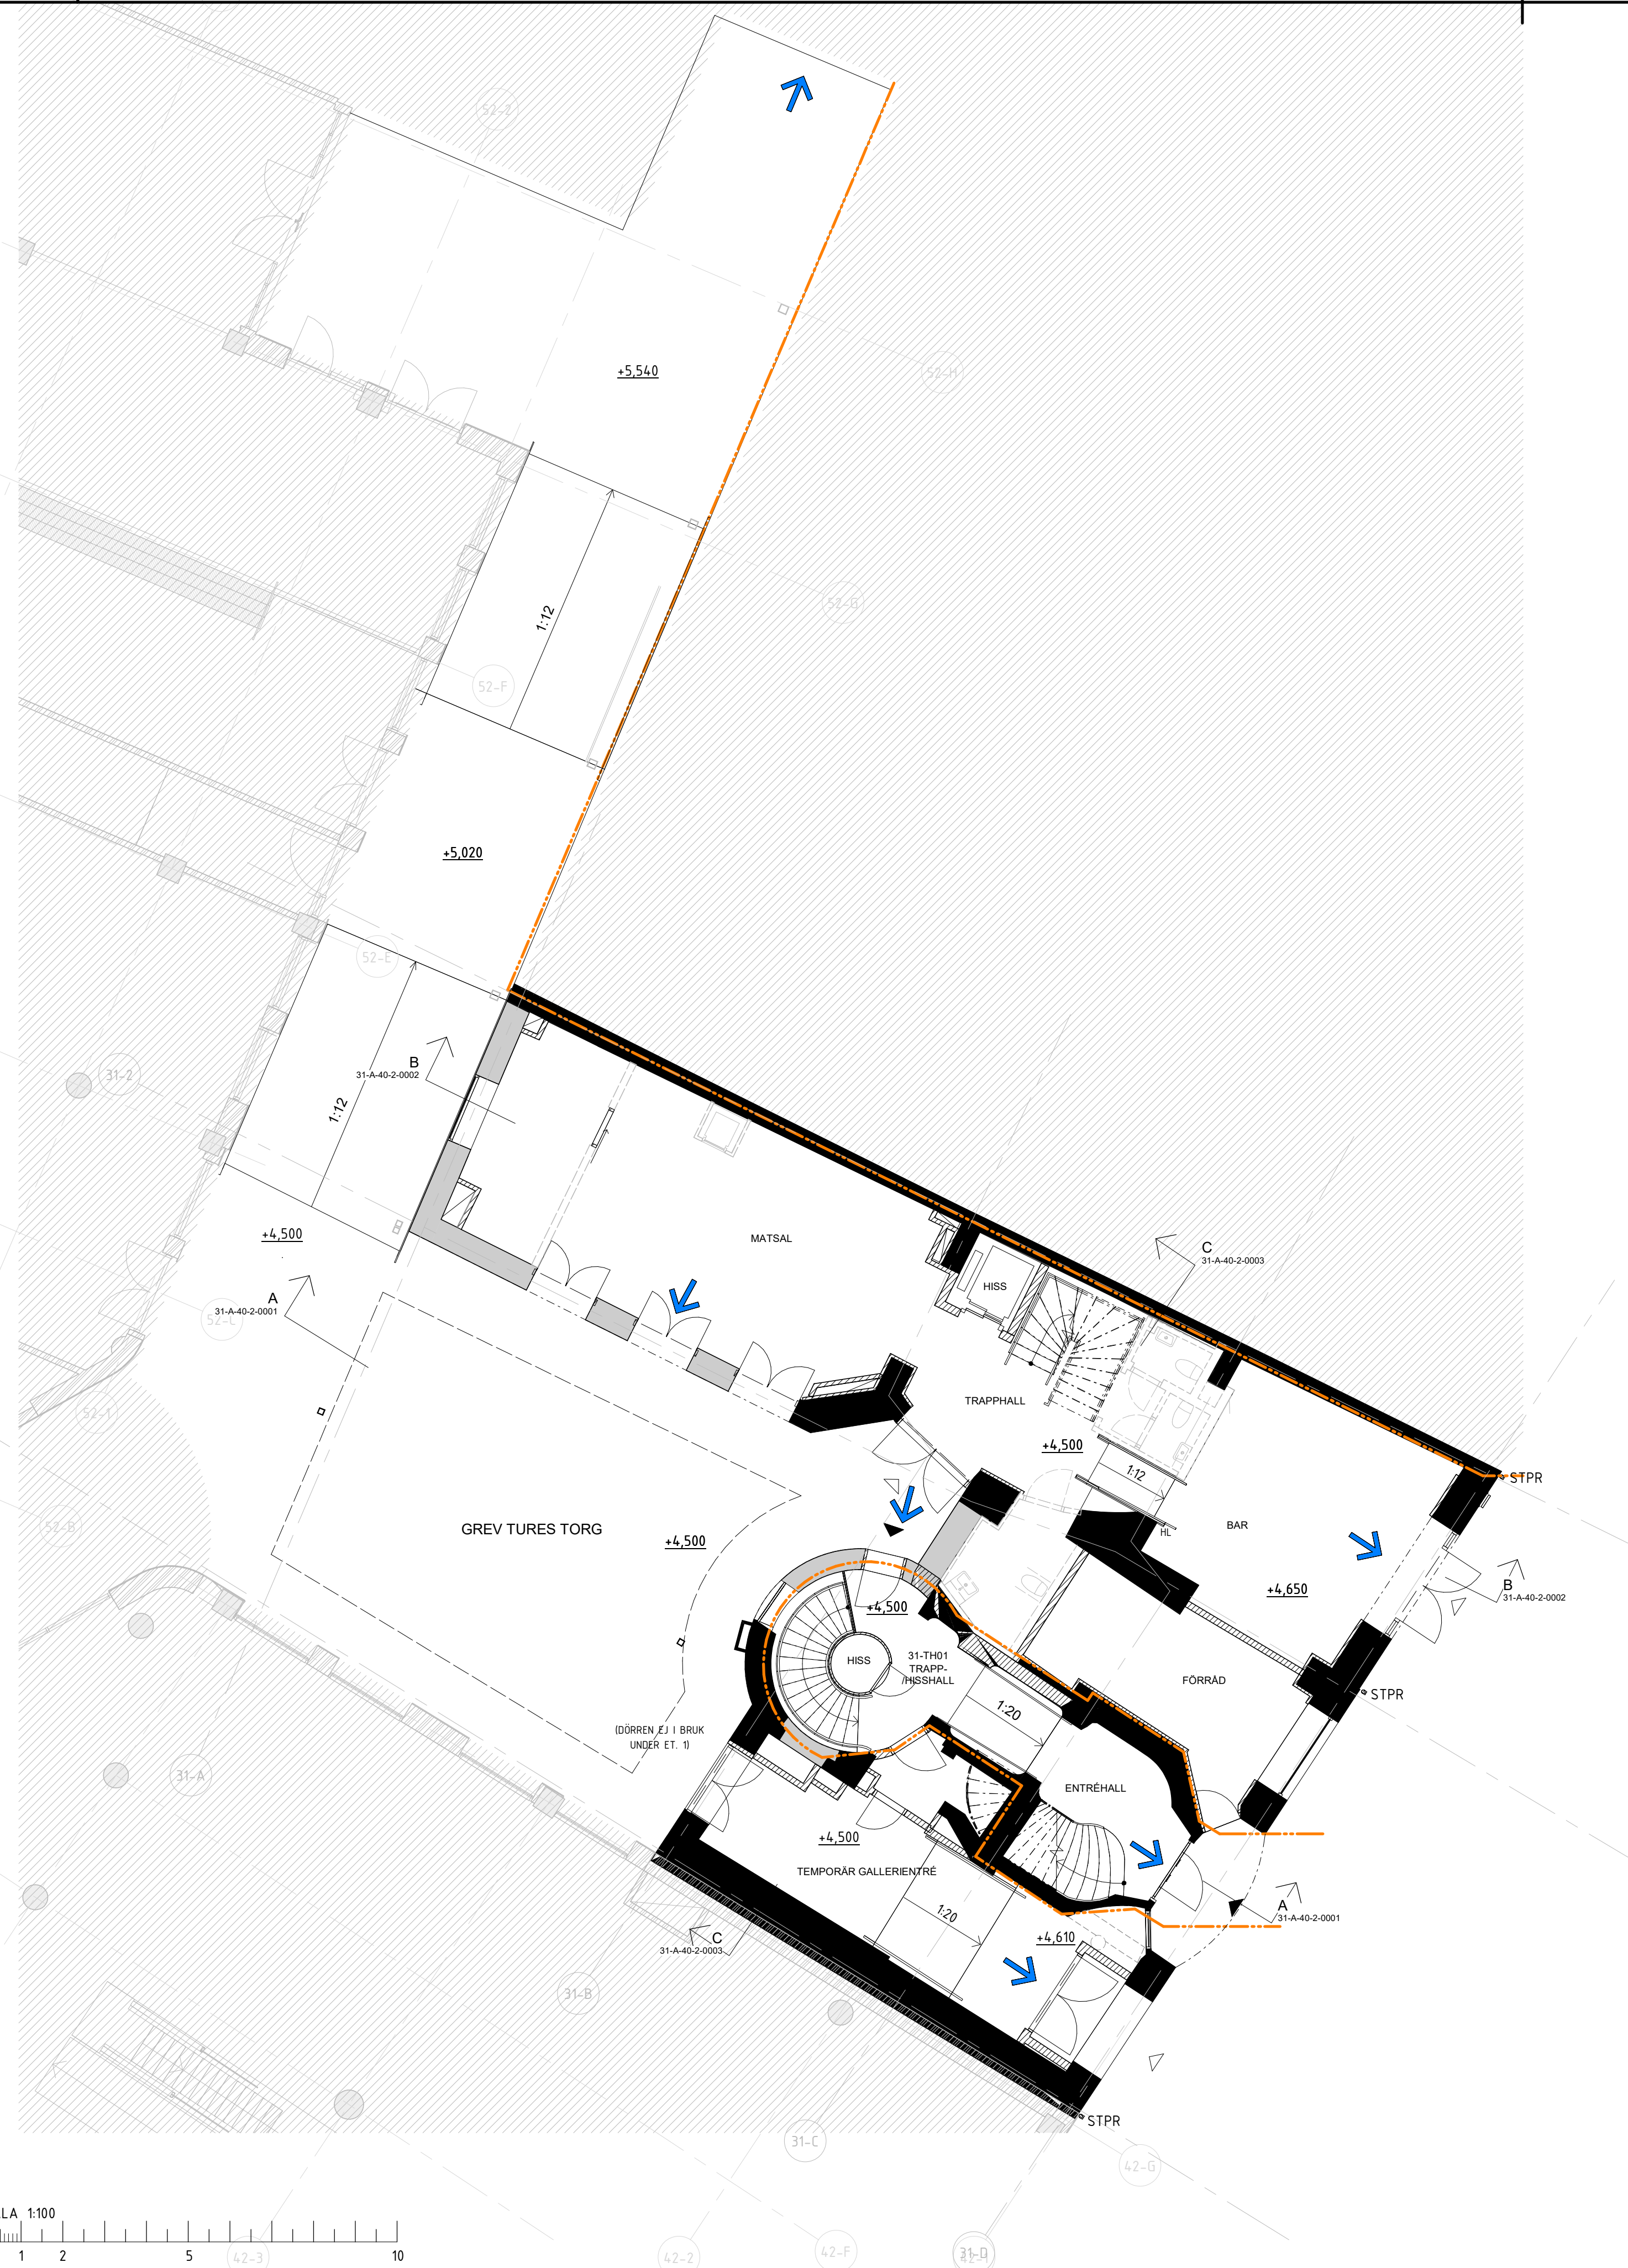 52-2
+5,540
52-H
1:12
52-G
52-F
+5,020
52-E
B
31-A-40-2-0002
31-2
1:12
+4,500
MATSAL
C
31-A-40-2-0003
A
31-A-40-2-0001
52-C
HISS
52-1
TRAPPHALL
+4,500
1:12
STPR
GREV TURES TORG
+4,500
HL
BAR
52-B
+4,650
B
31-A-40-2-0002
+4,500
HISS
31-TH01
TRAPP-
/HISSHALL
FÖRRÅD
STPR
1:20
(DÖRREN EJ I BRUK
UNDER ET. 1)
31-A
ENTRÉHALL
+4,500
TEMPORÄR GALLERIENTRÉ
1:20
A
31-A-40-2-0001
+4,610
C
31-A-40-2-0003
31-B
STPR
31-C
42-G
LA 1:100
1 2 5 10
42-3
42-2
42-F
31-D